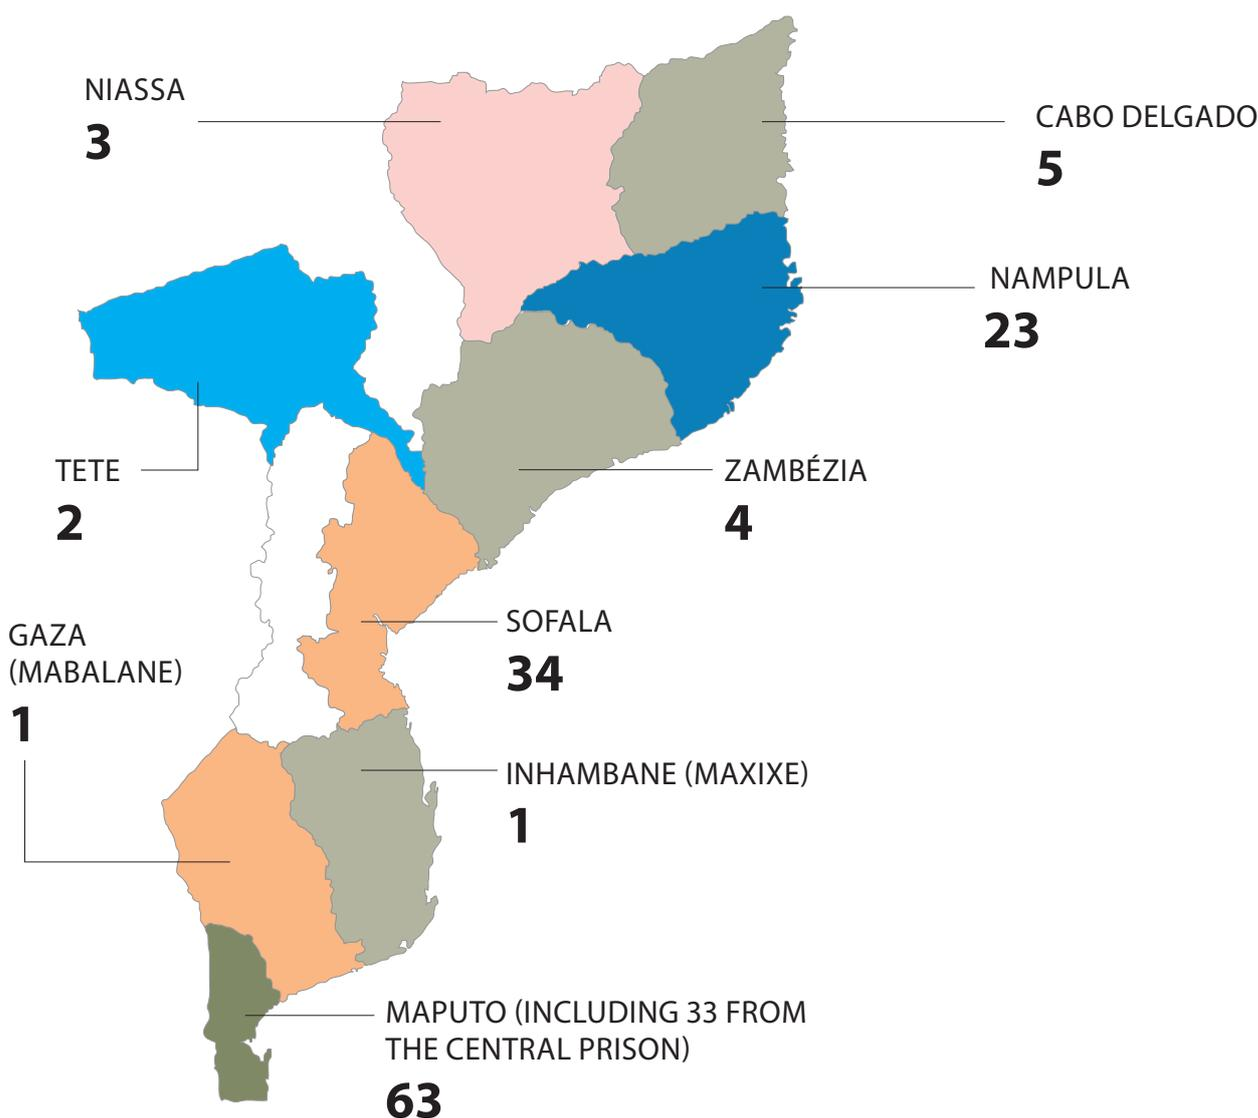 NIASSA
3
CABO DELGADO
5
NAMPULA
23
TETE
2
ZAMBÉZIA
4
GAZA
(MABALANE)
1
SOFALA
34
INHAMBANE (MAXIXE)
1
MAPUTO (INCLUDING 33 FROM
THE CENTRAL PRISON)
63